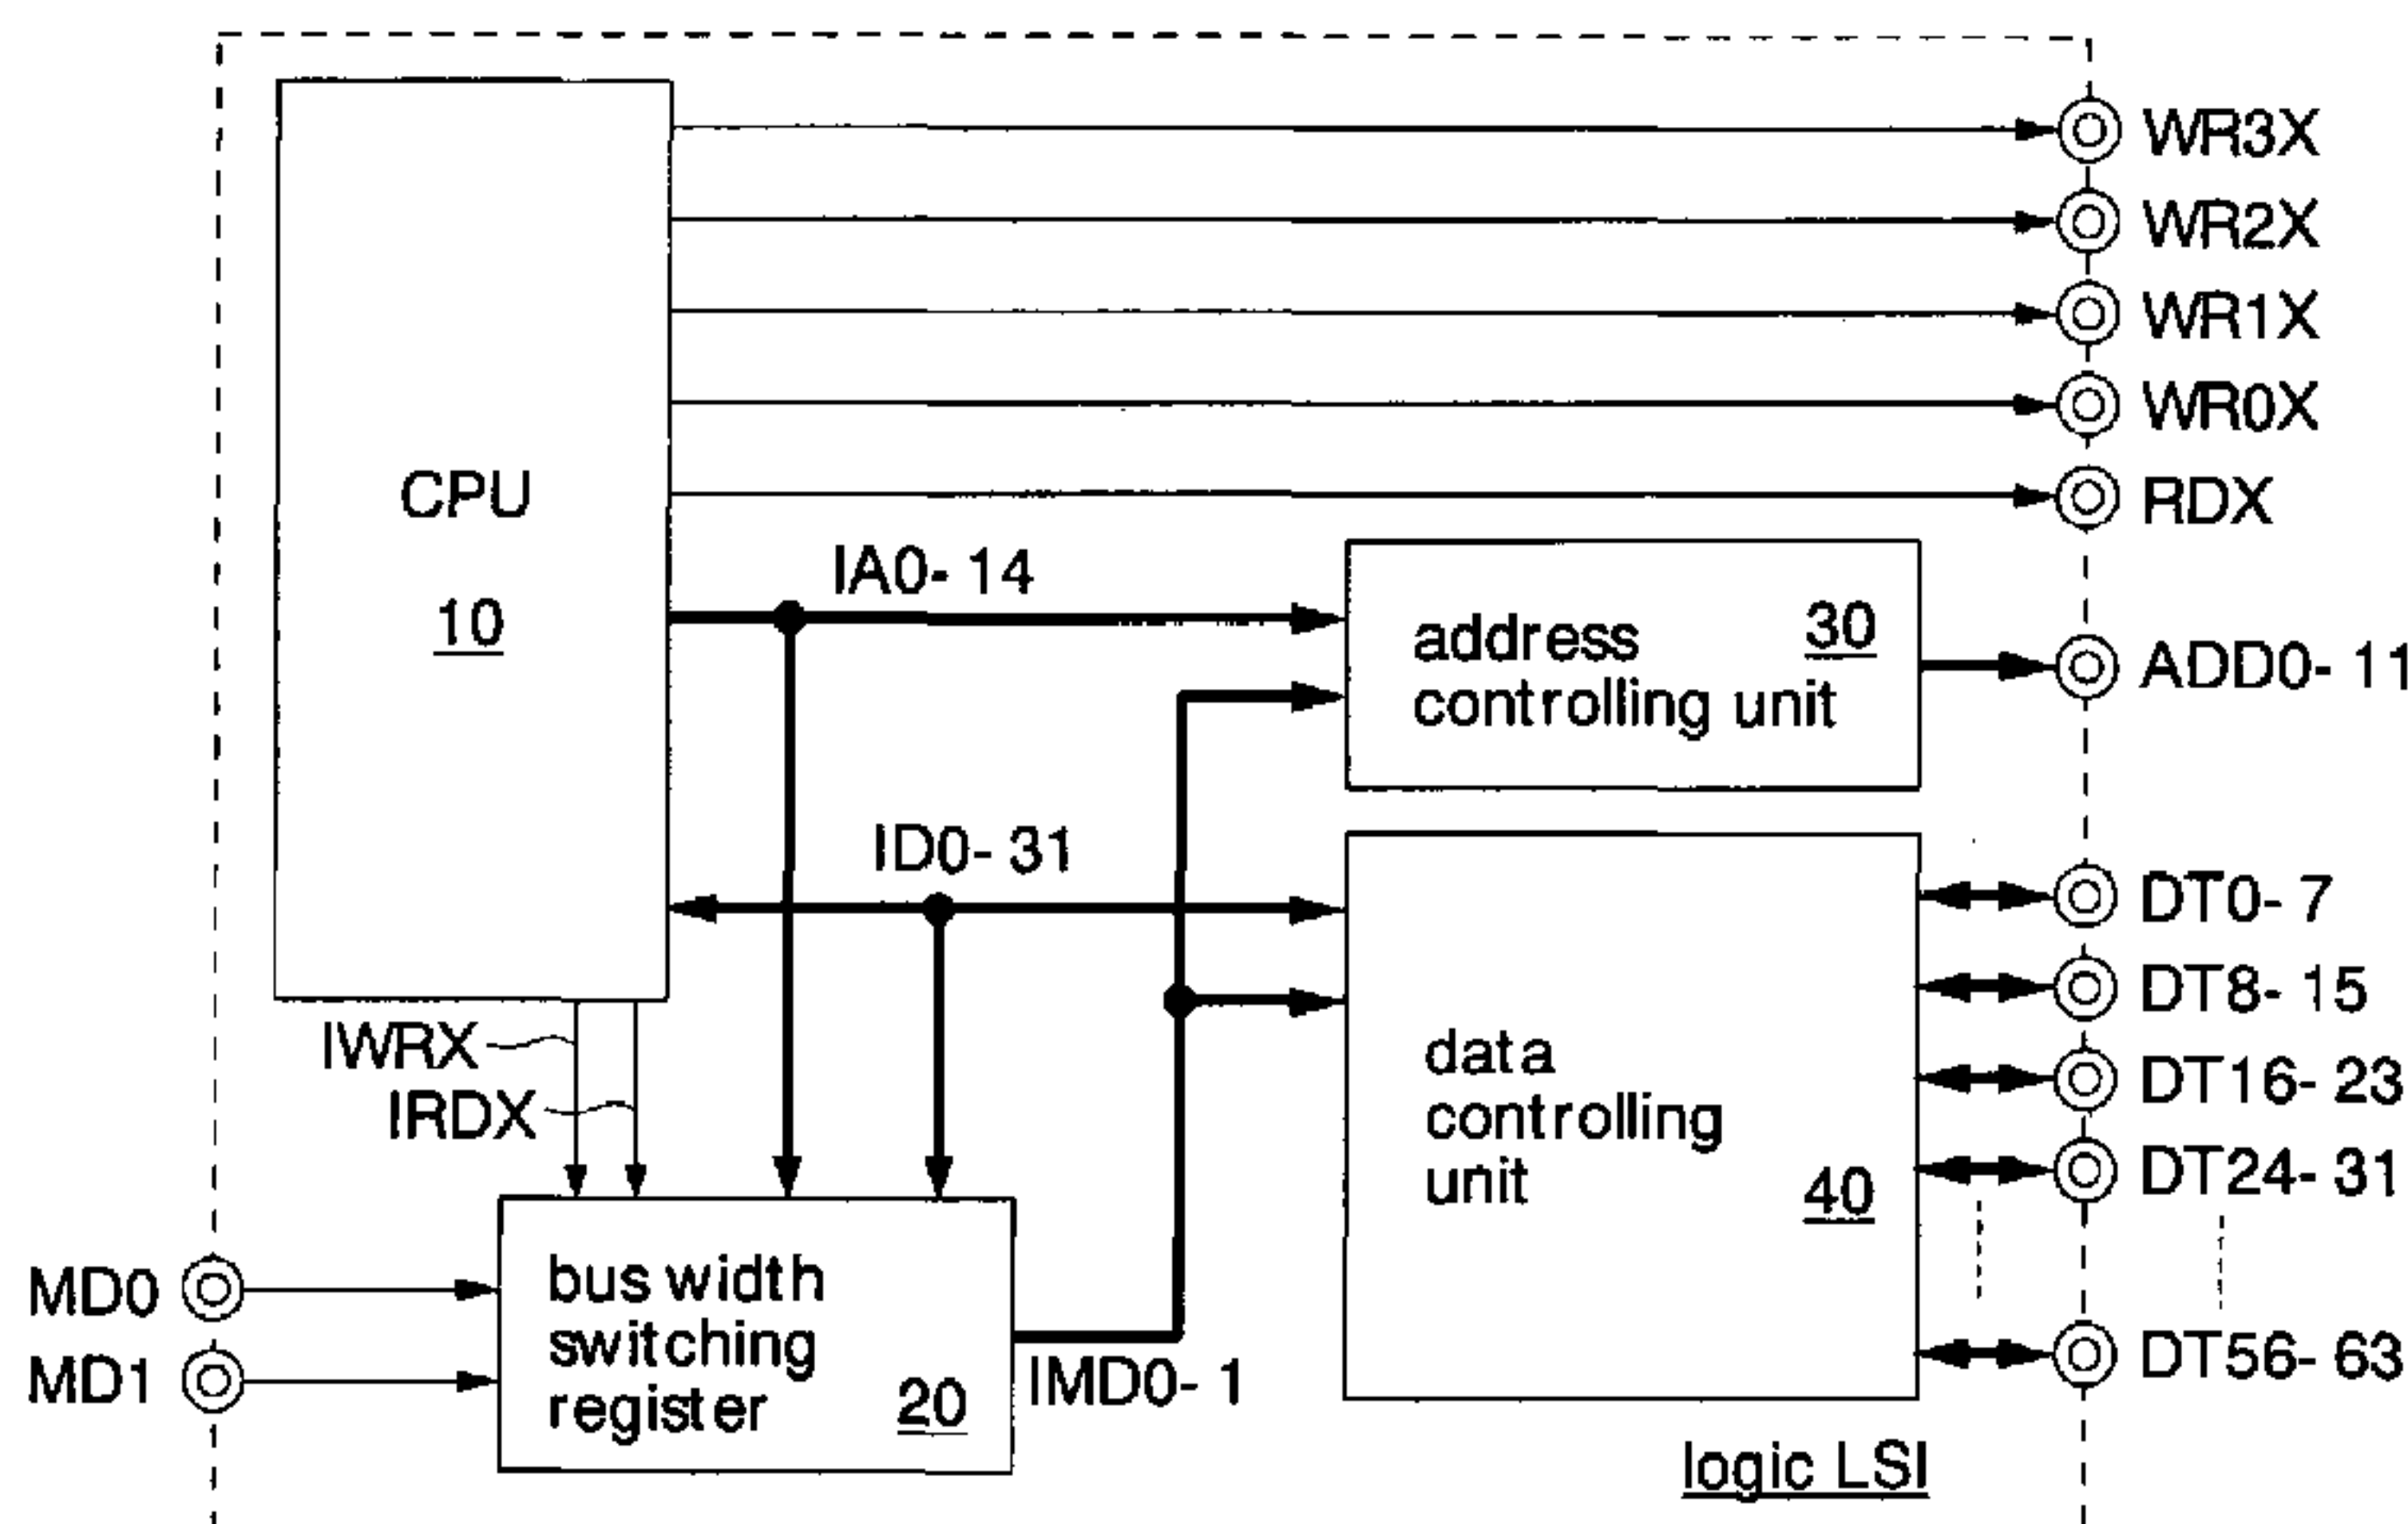 WR3X
WR2X
WR1X
WR0X
CPU
10
RDX
IA0- 14
address
controlling unit
30
ADD0- 11
ID0- 31
DT0- 7
DT8- 15
IWRX
IRDX
data
controlling
unit
40
DT16- 23
DT24- 31
MD0
MD1
bus width
switching
register
20
IMD0- 1
DT56- 63
logic LSI